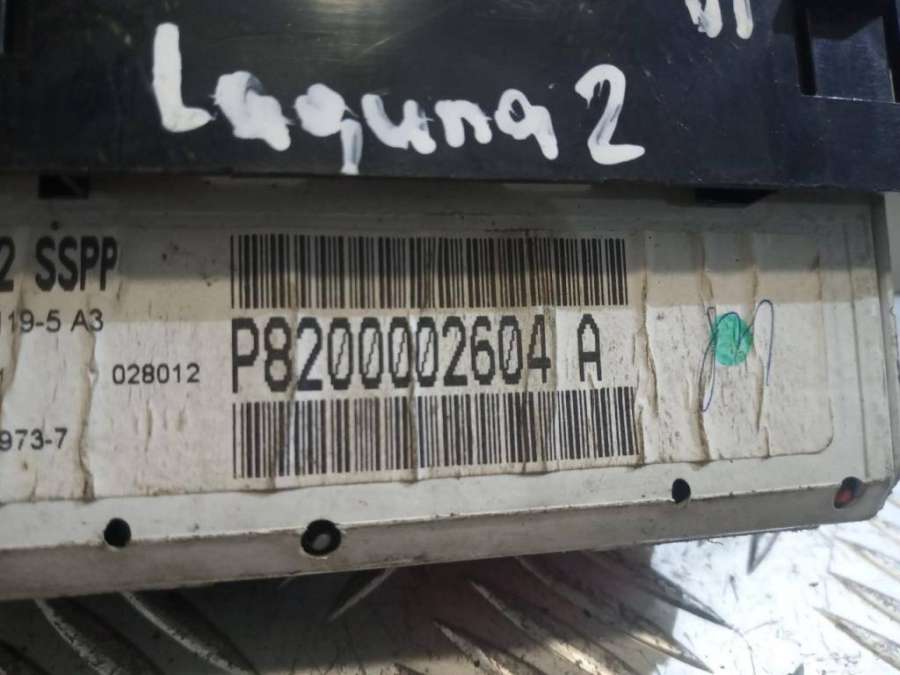 Laguna 2
2 SSPP
119-5 A3
028012
P8200002604 A
973-7